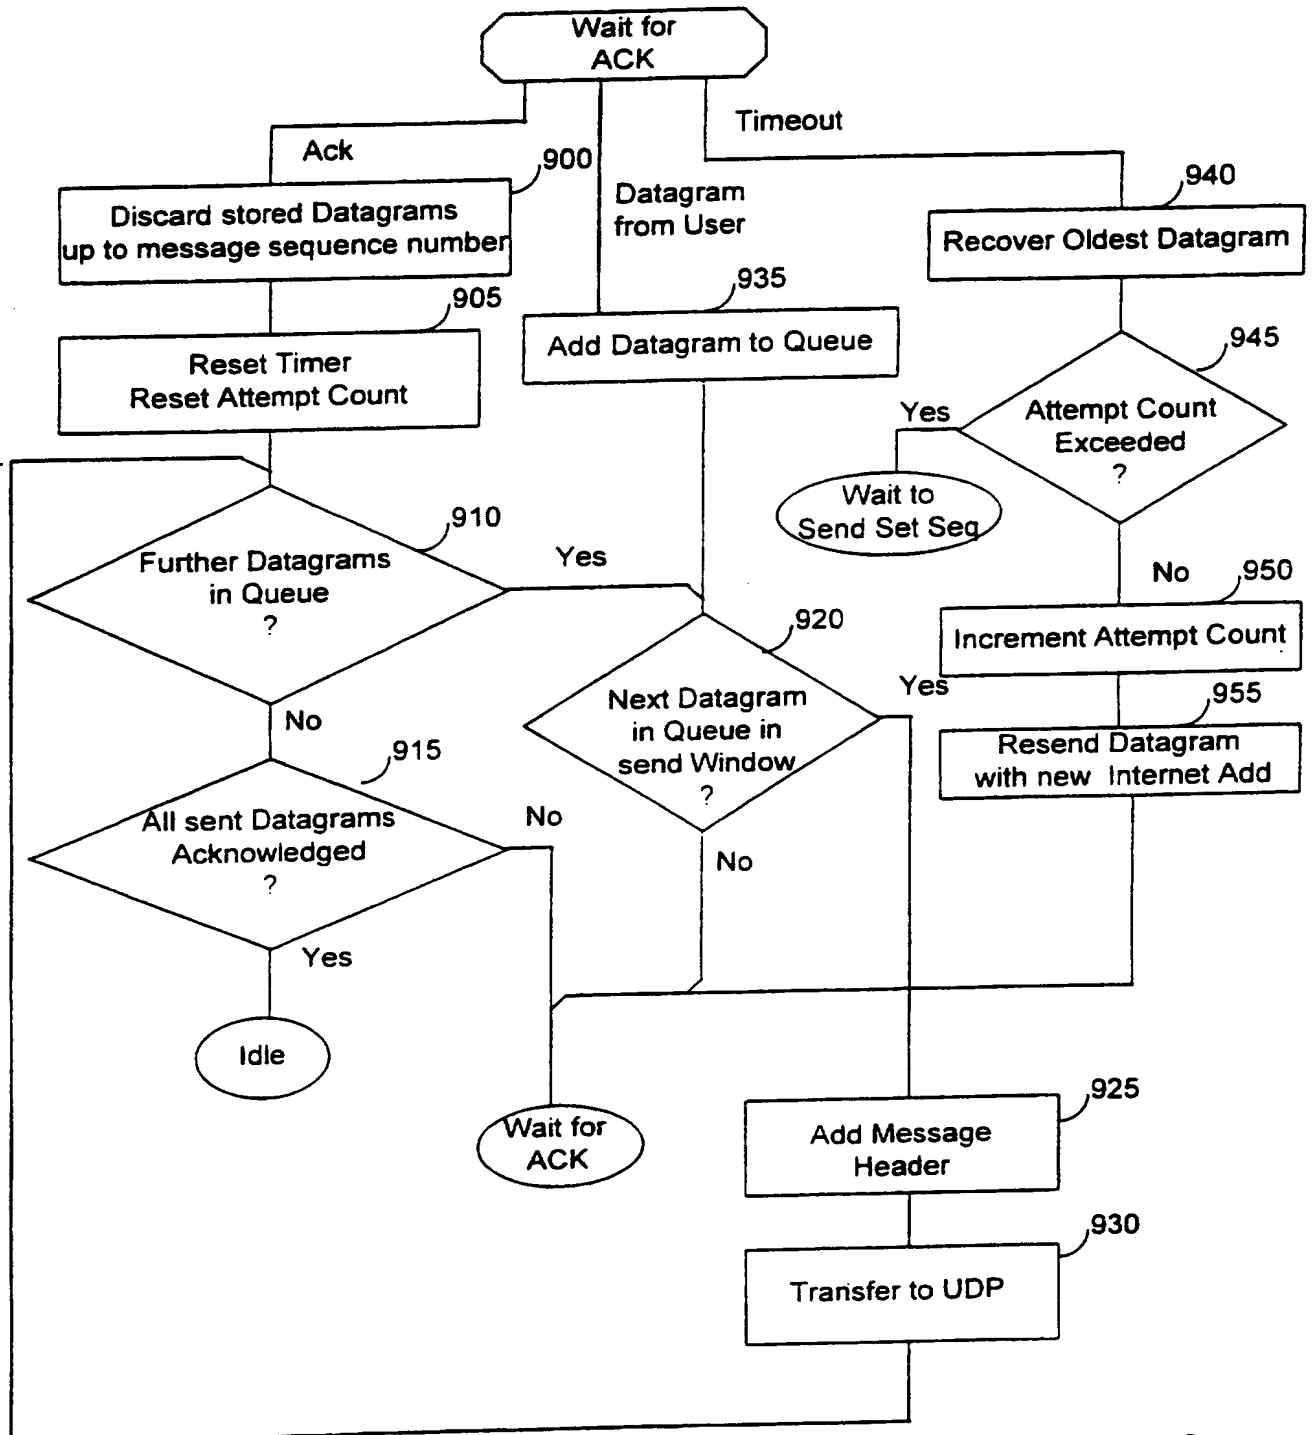 Wait for
ACK
Ack
Timeout
900
Discard stored Datagrams
up to message sequence number
Datagram
from User
940
Recover Oldest Datagram
905
Reset Timer
Reset Attempt Count
935
Add Datagram to Queue
945
Attempt Count
Exceeded
?
Yes
Wait to
Send Set Seq
910
Further Datagrams
in Queue
?
Yes
No
950
Increment Attempt Count
920
Next Datagram
in Queue in
send Window
?
Yes
955
Resend Datagram
with new Internet Add
No
915
All sent Datagrams
Acknowledged
?
No
No
Yes
Idle
Wait for
ACK
925
Add Message
Header
930
Transfer to UDP